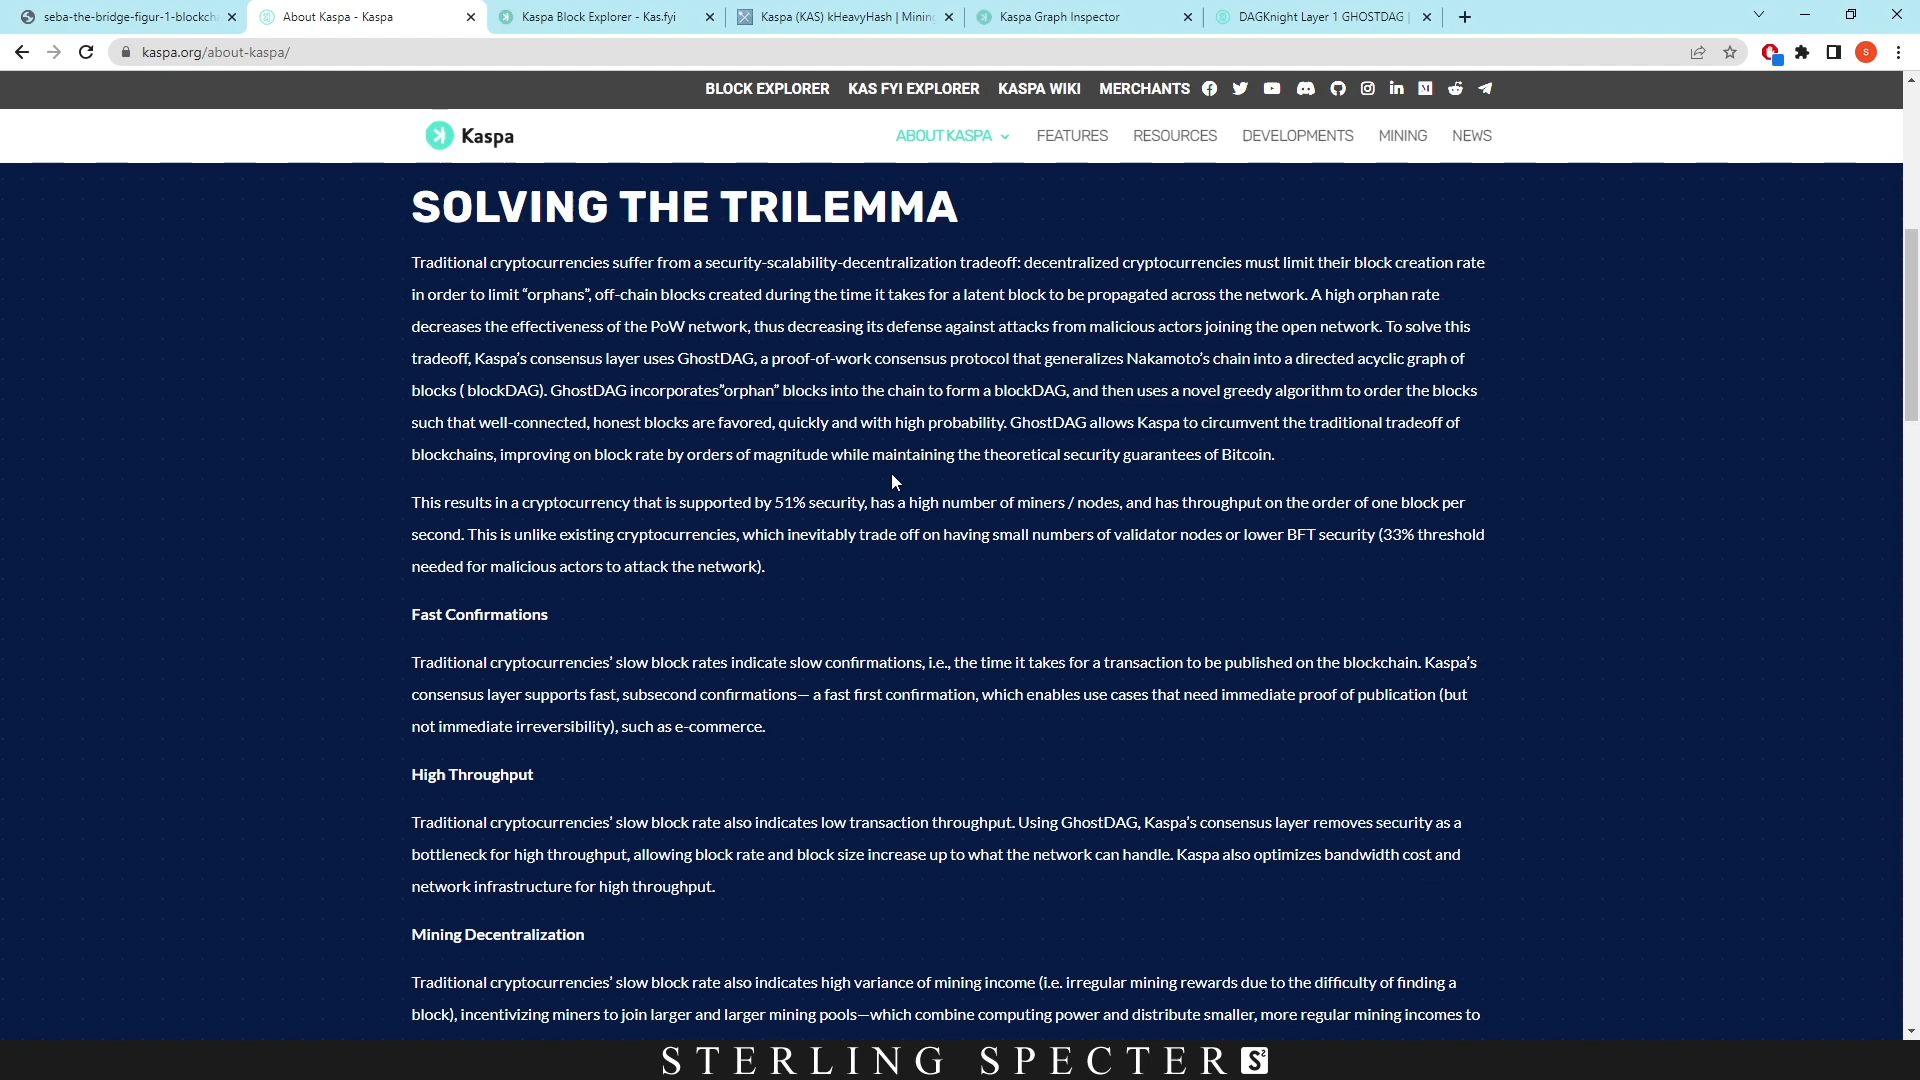 seba-the-bridge-figur-1-blockch
About Kaspa - Kaspa
Kaspa Block Explorer - Kas.fyi
Kaspa (KAS) kHeavyHash | Mining
Kaspa Graph Inspector
DAGKnight Layer 1 GHOSTDAG |
kaspa.org/about-kaspa/
S
BLOCK EXPLORER KAS FYI EXPLORER KASPA WIKI MERCHANTS
Kaspa
ABOUT KASPA FEATURES RESOURCES DEVELOPMENTS MINING NEWS
SOLVING THE TRILEMMA
Traditional cryptocurrencies suffer from a security-scalability-decentralization tradeoff: decentralized cryptocurrencies must limit their block creation rate
in order to limit “orphans”, off-chain blocks created during the time it takes for a latent block to be propagated across the network. A high orphan rate
decreases the effectiveness of the PoW network, thus decreasing its defense against attacks from malicious actors joining the open network. To solve this
tradeoff, Kaspa’s consensus layer uses GhostDAG, a proof-of-work consensus protocol that generalizes Nakamoto’s chain into a directed acyclic graph of
blocks ( blockDAG). GhostDAG incorporates”orphan” blocks into the chain to form a blockDAG, and then uses a novel greedy algorithm to order the blocks
such that well-connected, honest blocks are favored, quickly and with high probability. GhostDAG allows Kaspa to circumvent the traditional tradeoff of
blockchains, improving on block rate by orders of magnitude while maintaining the theoretical security guarantees of Bitcoin.
This results in a cryptocurrency that is supported by 51% security, has a high number of miners / nodes, and has throughput on the order of one block per
second. This is unlike existing cryptocurrencies, which inevitably trade off on having small numbers of validator nodes or lower BFT security (33% threshold
needed for malicious actors to attack the network).
Fast Confirmations
Traditional cryptocurrencies’ slow block rates indicate slow confirmations, i.e., the time it takes for a transaction to be published on the blockchain. Kaspa’s
consensus layer supports fast, subsecond confirmations— a fast first confirmation, which enables use cases that need immediate proof of publication (but
not immediate irreversibility), such as e-commerce.
High Throughput
Traditional cryptocurrencies’ slow block rate also indicates low transaction throughput. Using GhostDAG, Kaspa’s consensus layer removes security as a
bottleneck for high throughput, allowing block rate and block size increase up to what the network can handle. Kaspa also optimizes bandwidth cost and
network infrastructure for high throughput.
Mining Decentralization
Traditional cryptocurrencies’ slow block rate also indicates high variance of mining income (i.e. irregular mining rewards due to the difficulty of finding a
block), incentivizing miners to join larger and larger mining pools—which combine computing power and distribute smaller, more regular mining incomes to
STERLING SPECTER